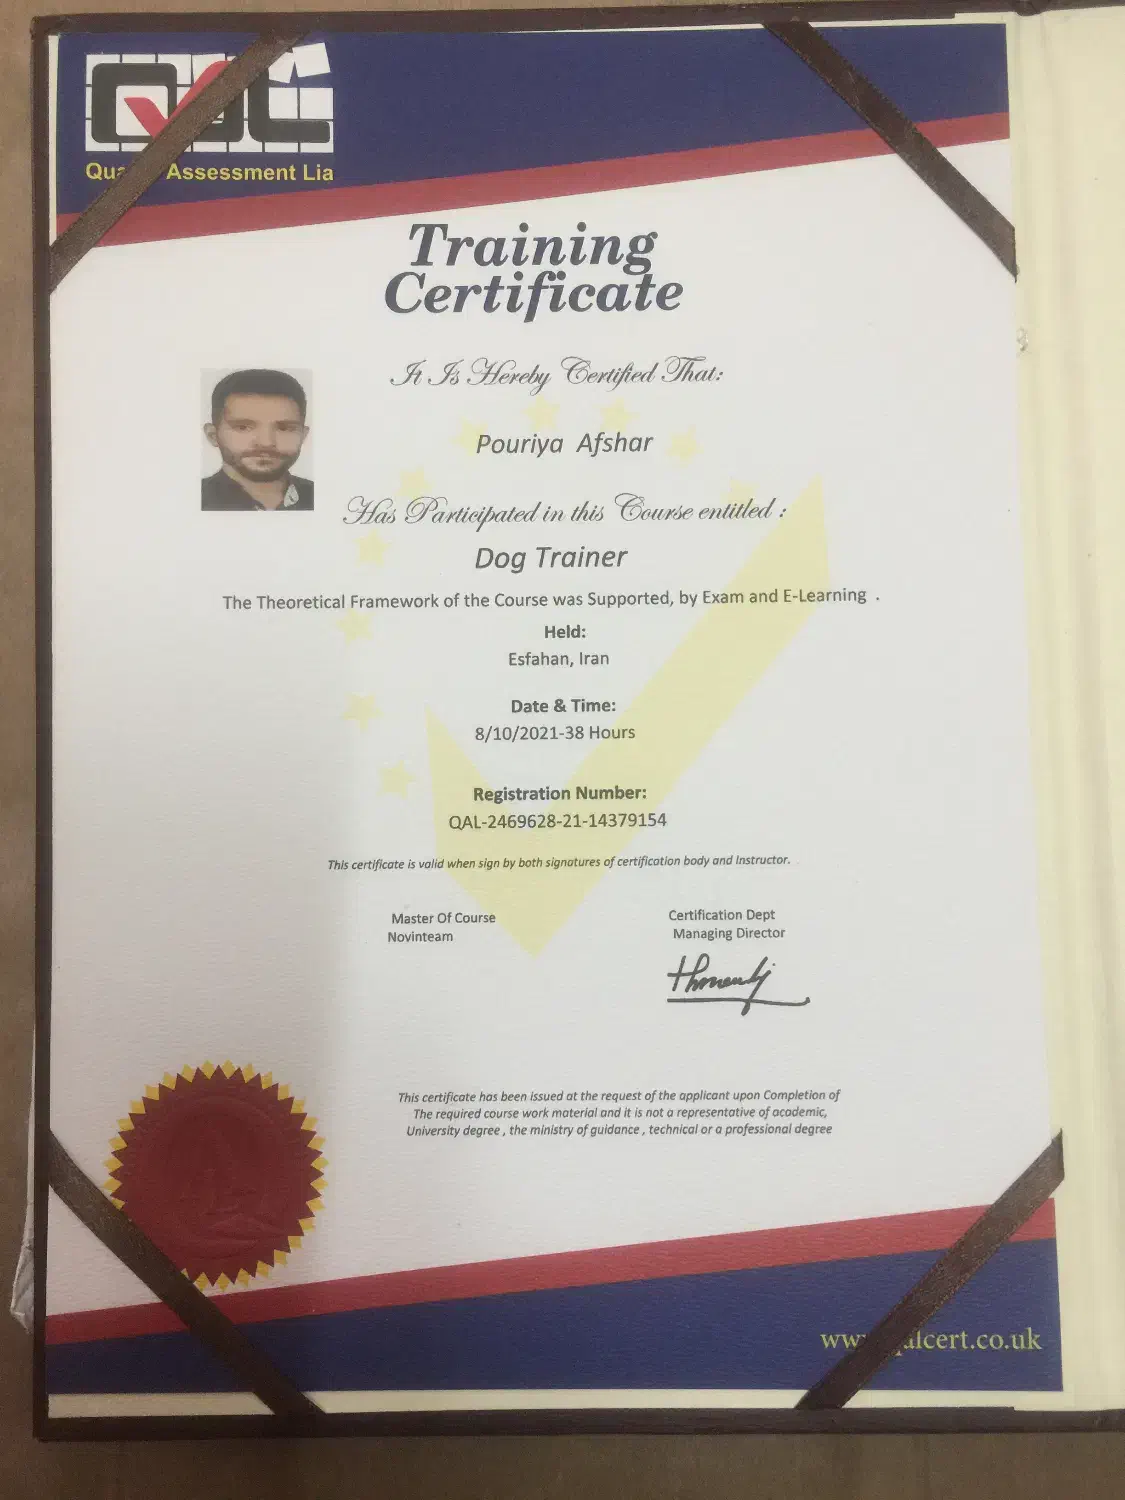 QAL
Assessment Lia
Training
Certificate
It Is Hereby Certified That:
Pouriya Afshar
Has Participated in this Course entitled :
Dog Trainer
The Theoretical Framework of the Course was Supported, by Exam and E-Learning .
Held:
Esfahan, Iran
Date & Time:
8/10/2021-38 Hours
Registration Number:
QAL-2469628-21-14379154
This certificate is valid when sign by both signatures of certification body and Instructor.
Master Of Course
Novinteam
Certification Dept
Managing Director
This certificate has been issued at the request of the applicant upon Completion of
The required course work material and it is not a representative of academic,
University degree , the ministry of guidance , technical or a professional degree
alcert.co.uk